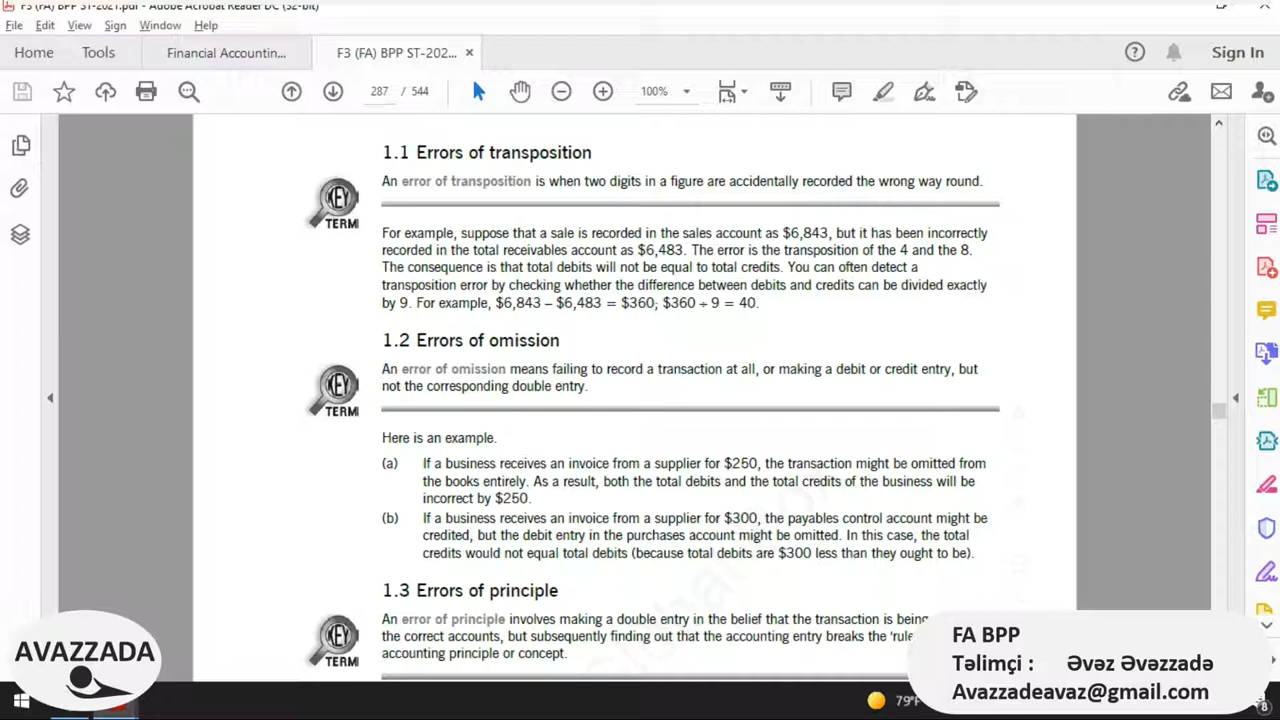 F3 (FA) BPP ST-2021.pdf - Adobe Acrobat Reader DC (32-bit)
File Edit View Sign Window Help
Home Tools Financial Accountin... F3 (FA) BPP ST-202... × Sign In
287 / 544 100%
1.1 Errors of transposition
An error of transposition is when two digits in a figure are accidentally recorded the wrong way round.
KEY
TERM
For example, suppose that a sale is recorded in the sales account as $6,843, but it has been incorrectly
recorded in the total receivables account as $6,483. The error is the transposition of the 4 and the 8.
The consequence is that total debits will not be equal to total credits. You can often detect a
transposition error by checking whether the difference between debits and credits can be divided exactly
by 9. For example, $6,843 – $6,483 = $360; $360 ÷ 9 = 40.
1.2 Errors of omission
An error of omission means failing to record a transaction at all, or making a debit or credit entry, but
not the corresponding double entry.
KEY
TERM
Here is an example.
(a) If a business receives an invoice from a supplier for $250, the transaction might be omitted from
the books entirely. As a result, both the total debits and the total credits of the business will be
incorrect by $250.
(b) If a business receives an invoice from a supplier for $300, the payables control account might be
credited, but the debit entry in the purchases account might be omitted. In this case, the total
credits would not equal total debits (because total debits are $300 less than they ought to be).
1.3 Errors of principle
An error of principle involves making a double entry in the belief that the transaction is being
the correct accounts, but subsequently finding out that the accounting entry breaks the 'rule
accounting principle or concept.
KEY
TERM
AVAZZADA
FA BPP
Təlimçi : Əvəz Əvəzzadə
Avazzadeavaz@gmail.com
79°
8